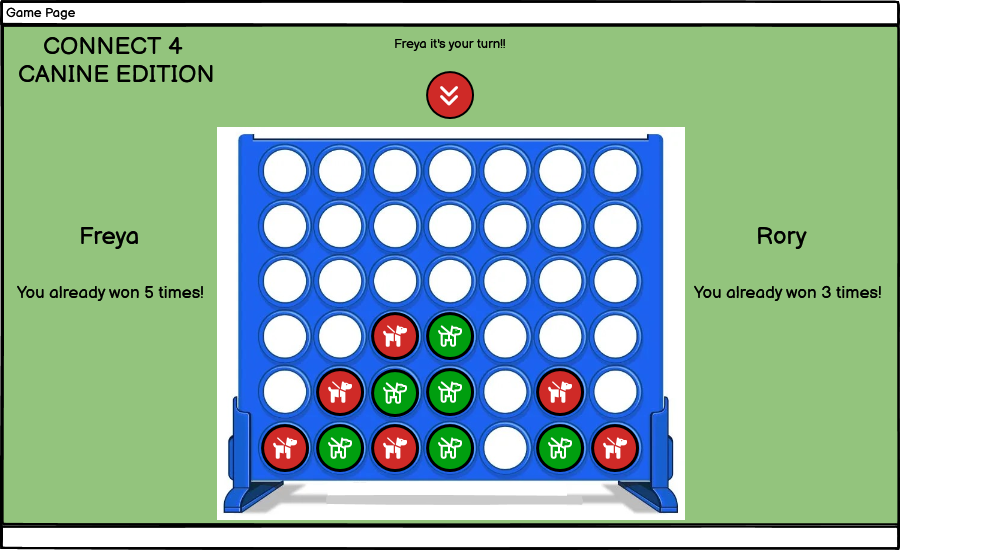 Game Page
CONNECT 4
CANINE EDITION
Freya it's your turn!!
Freya
You already won 5 times!
Rory
You already won 3 times!